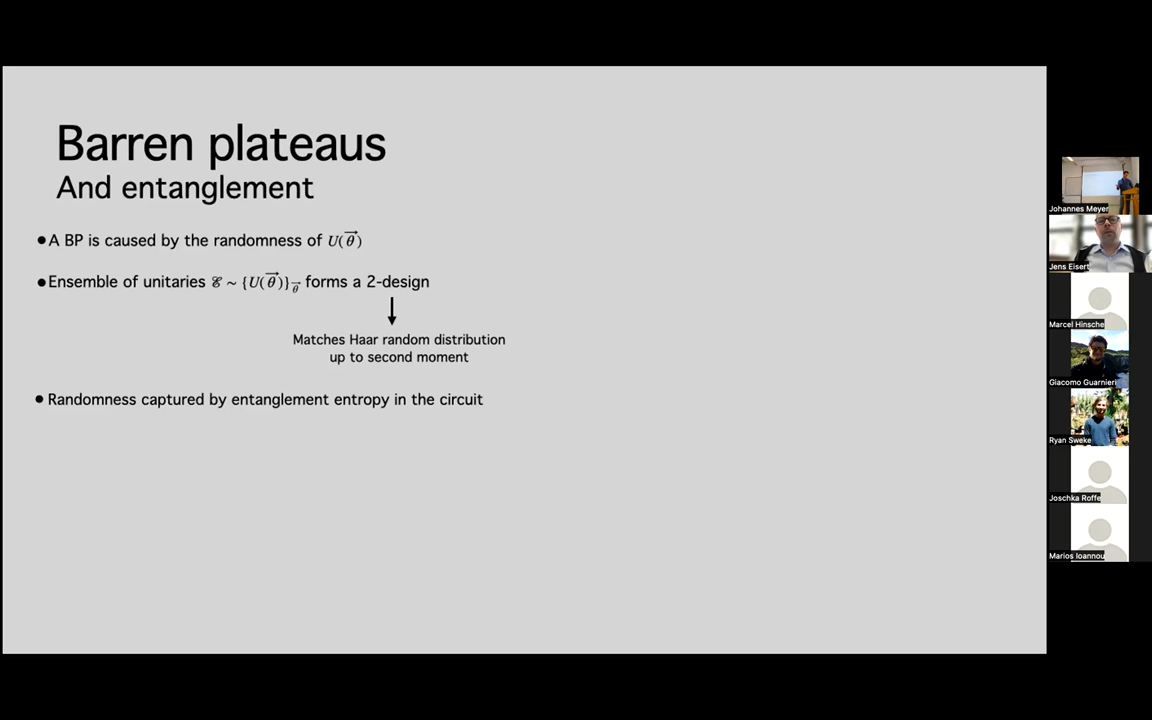 Barren plateaus
And entanglement
●A BP is caused by the randomness of U(θ⃗)
●Ensemble of unitaries ℰ ~ {U(θ⃗)}_θ⃗ forms a 2-design
Matches Haar random distribution
up to second moment
● Randomness captured by entanglement entropy in the circuit
Johannes Meyer
Jens Eisert
Marcel Hinsche
Giacomo Guarnieri
Ryan Sweke
Joschka Roffe
Marios Ioannou